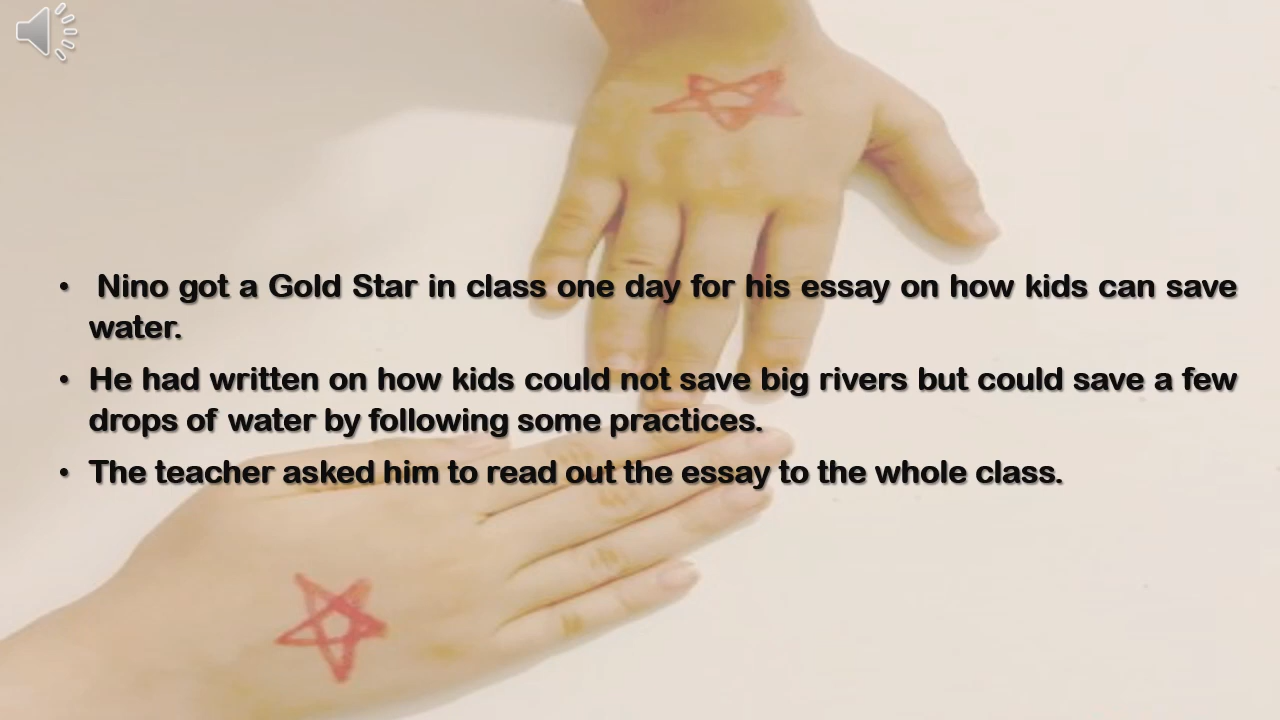 • Nino got a Gold Star in class one day for his essay on how kids can save
water.
• He had written on how kids could not save big rivers but could save a few
drops of water by following some practices.
• The teacher asked him to read out the essay to the whole class.